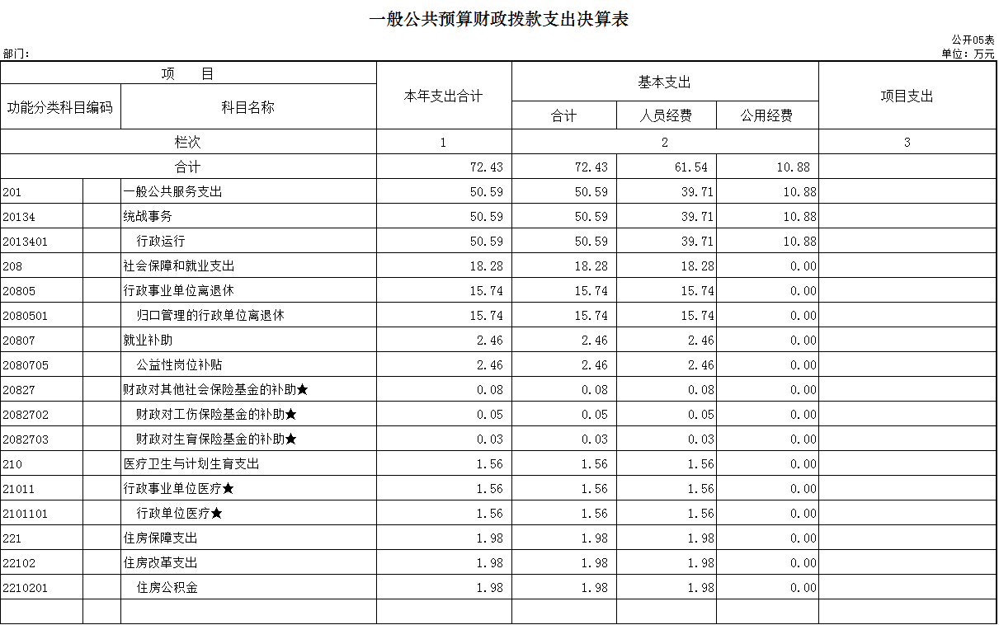 一般公共预算财政拨款支出决算表
公开05表
部门： 单位：万元
项 目 本年支出合计 基本支出 项目支出
功能分类科目编码 科目名称 合计 人员经费 公用经费
栏次 1 2 3
合计 72.43 72.43 61.54 10.88
201 一般公共服务支出 50.59 50.59 39.71 10.88
20134 统战事务 50.59 50.59 39.71 10.88
2013401 行政运行 50.59 50.59 39.71 10.88
208 社会保障和就业支出 18.28 18.28 18.28 0.00
20805 行政事业单位离退休 15.74 15.74 15.74 0.00
2080501 归口管理的行政单位离退休 15.74 15.74 15.74 0.00
20807 就业补助 2.46 2.46 2.46 0.00
2080705 公益性岗位补贴 2.46 2.46 2.46 0.00
20827 财政对其他社会保险基金的补助★ 0.08 0.08 0.08 0.00
2082702 财政对工伤保险基金的补助★ 0.05 0.05 0.05 0.00
2082703 财政对生育保险基金的补助★ 0.03 0.03 0.03 0.00
210 医疗卫生与计划生育支出 1.56 1.56 1.56 0.00
21011 行政事业单位医疗★ 1.56 1.56 1.56 0.00
2101101 行政单位医疗★ 1.56 1.56 1.56 0.00
221 住房保障支出 1.98 1.98 1.98 0.00
22102 住房改革支出 1.98 1.98 1.98 0.00
2210201 住房公积金 1.98 1.98 1.98 0.00